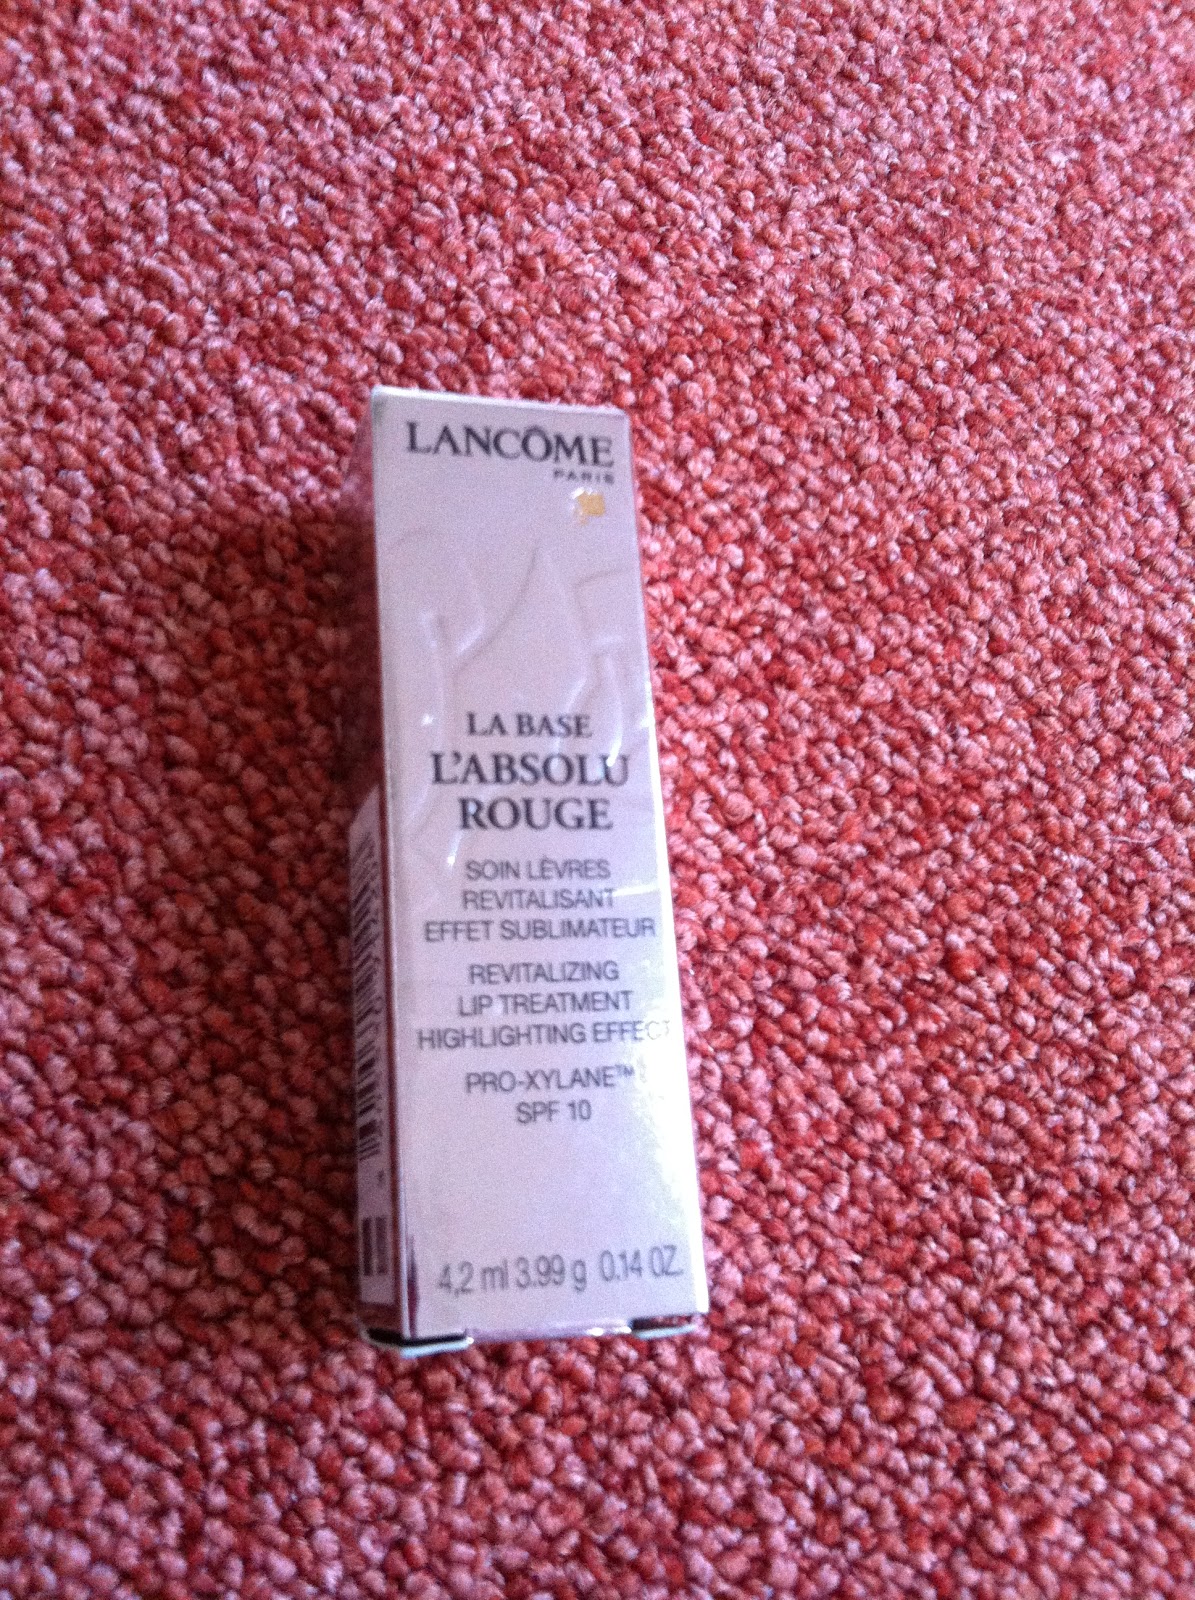 LANCÔME
PARIS
LA BASE
L'ABSOLU
ROUGE
SOIN LÈVRES
REVITALISANT
EFFET SUBLIMATEUR
REVITALIZING
LIP TREATMENT
HIGHLIGHTING EFFECT
PRO-XYLANE™
SPF 10
4,2 ml 3.99 g 0.14 OZ.